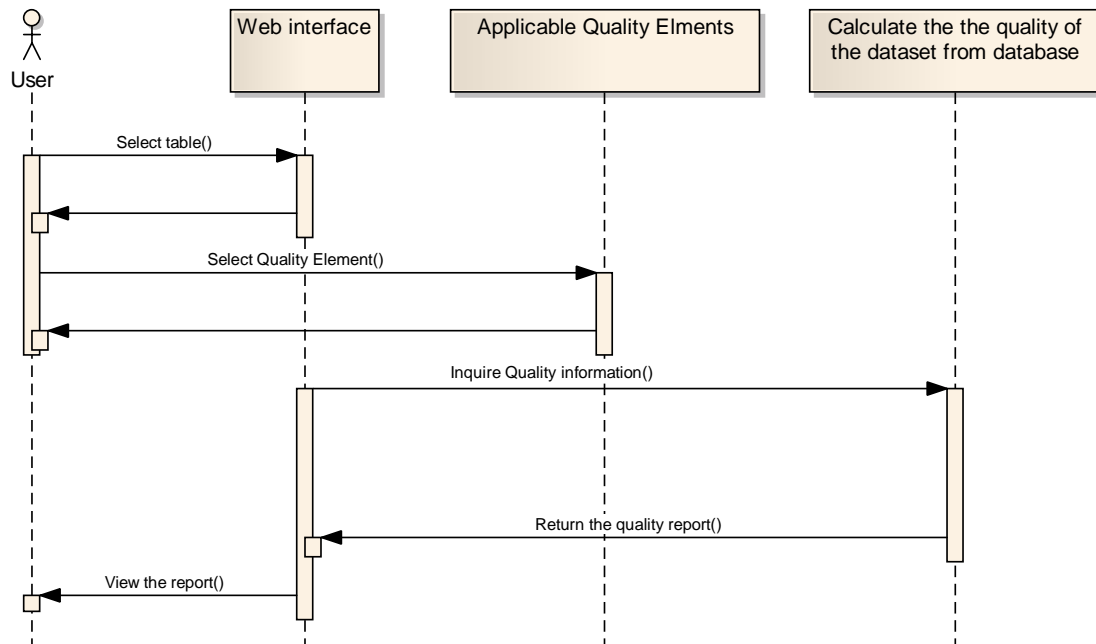 User
Web interface
Applicable Quality Elments
Calculate the the quality of
the dataset from database
Select table()
Select Quality Element()
Inquire Quality information()
Return the quality report()
View the report()